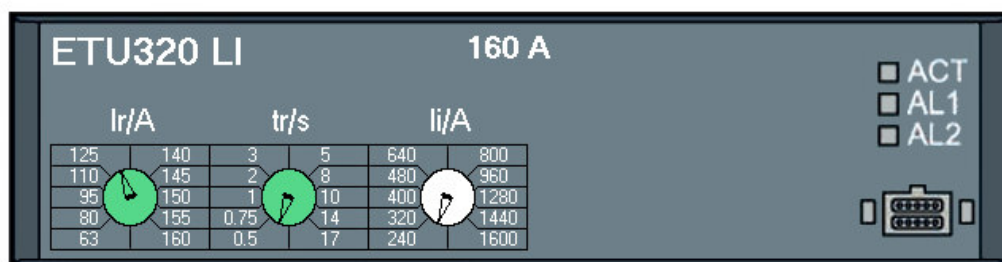 ETU320 LI 160 A
ACT
AL1
AL2
Ir/A tr/s Ii/A
125 140 3 5 640 800
110 145 2 8 480 960
95 150 1 10 400 1280
80 155 0.75 14 320 1440
63 160 0.5 17 240 1600